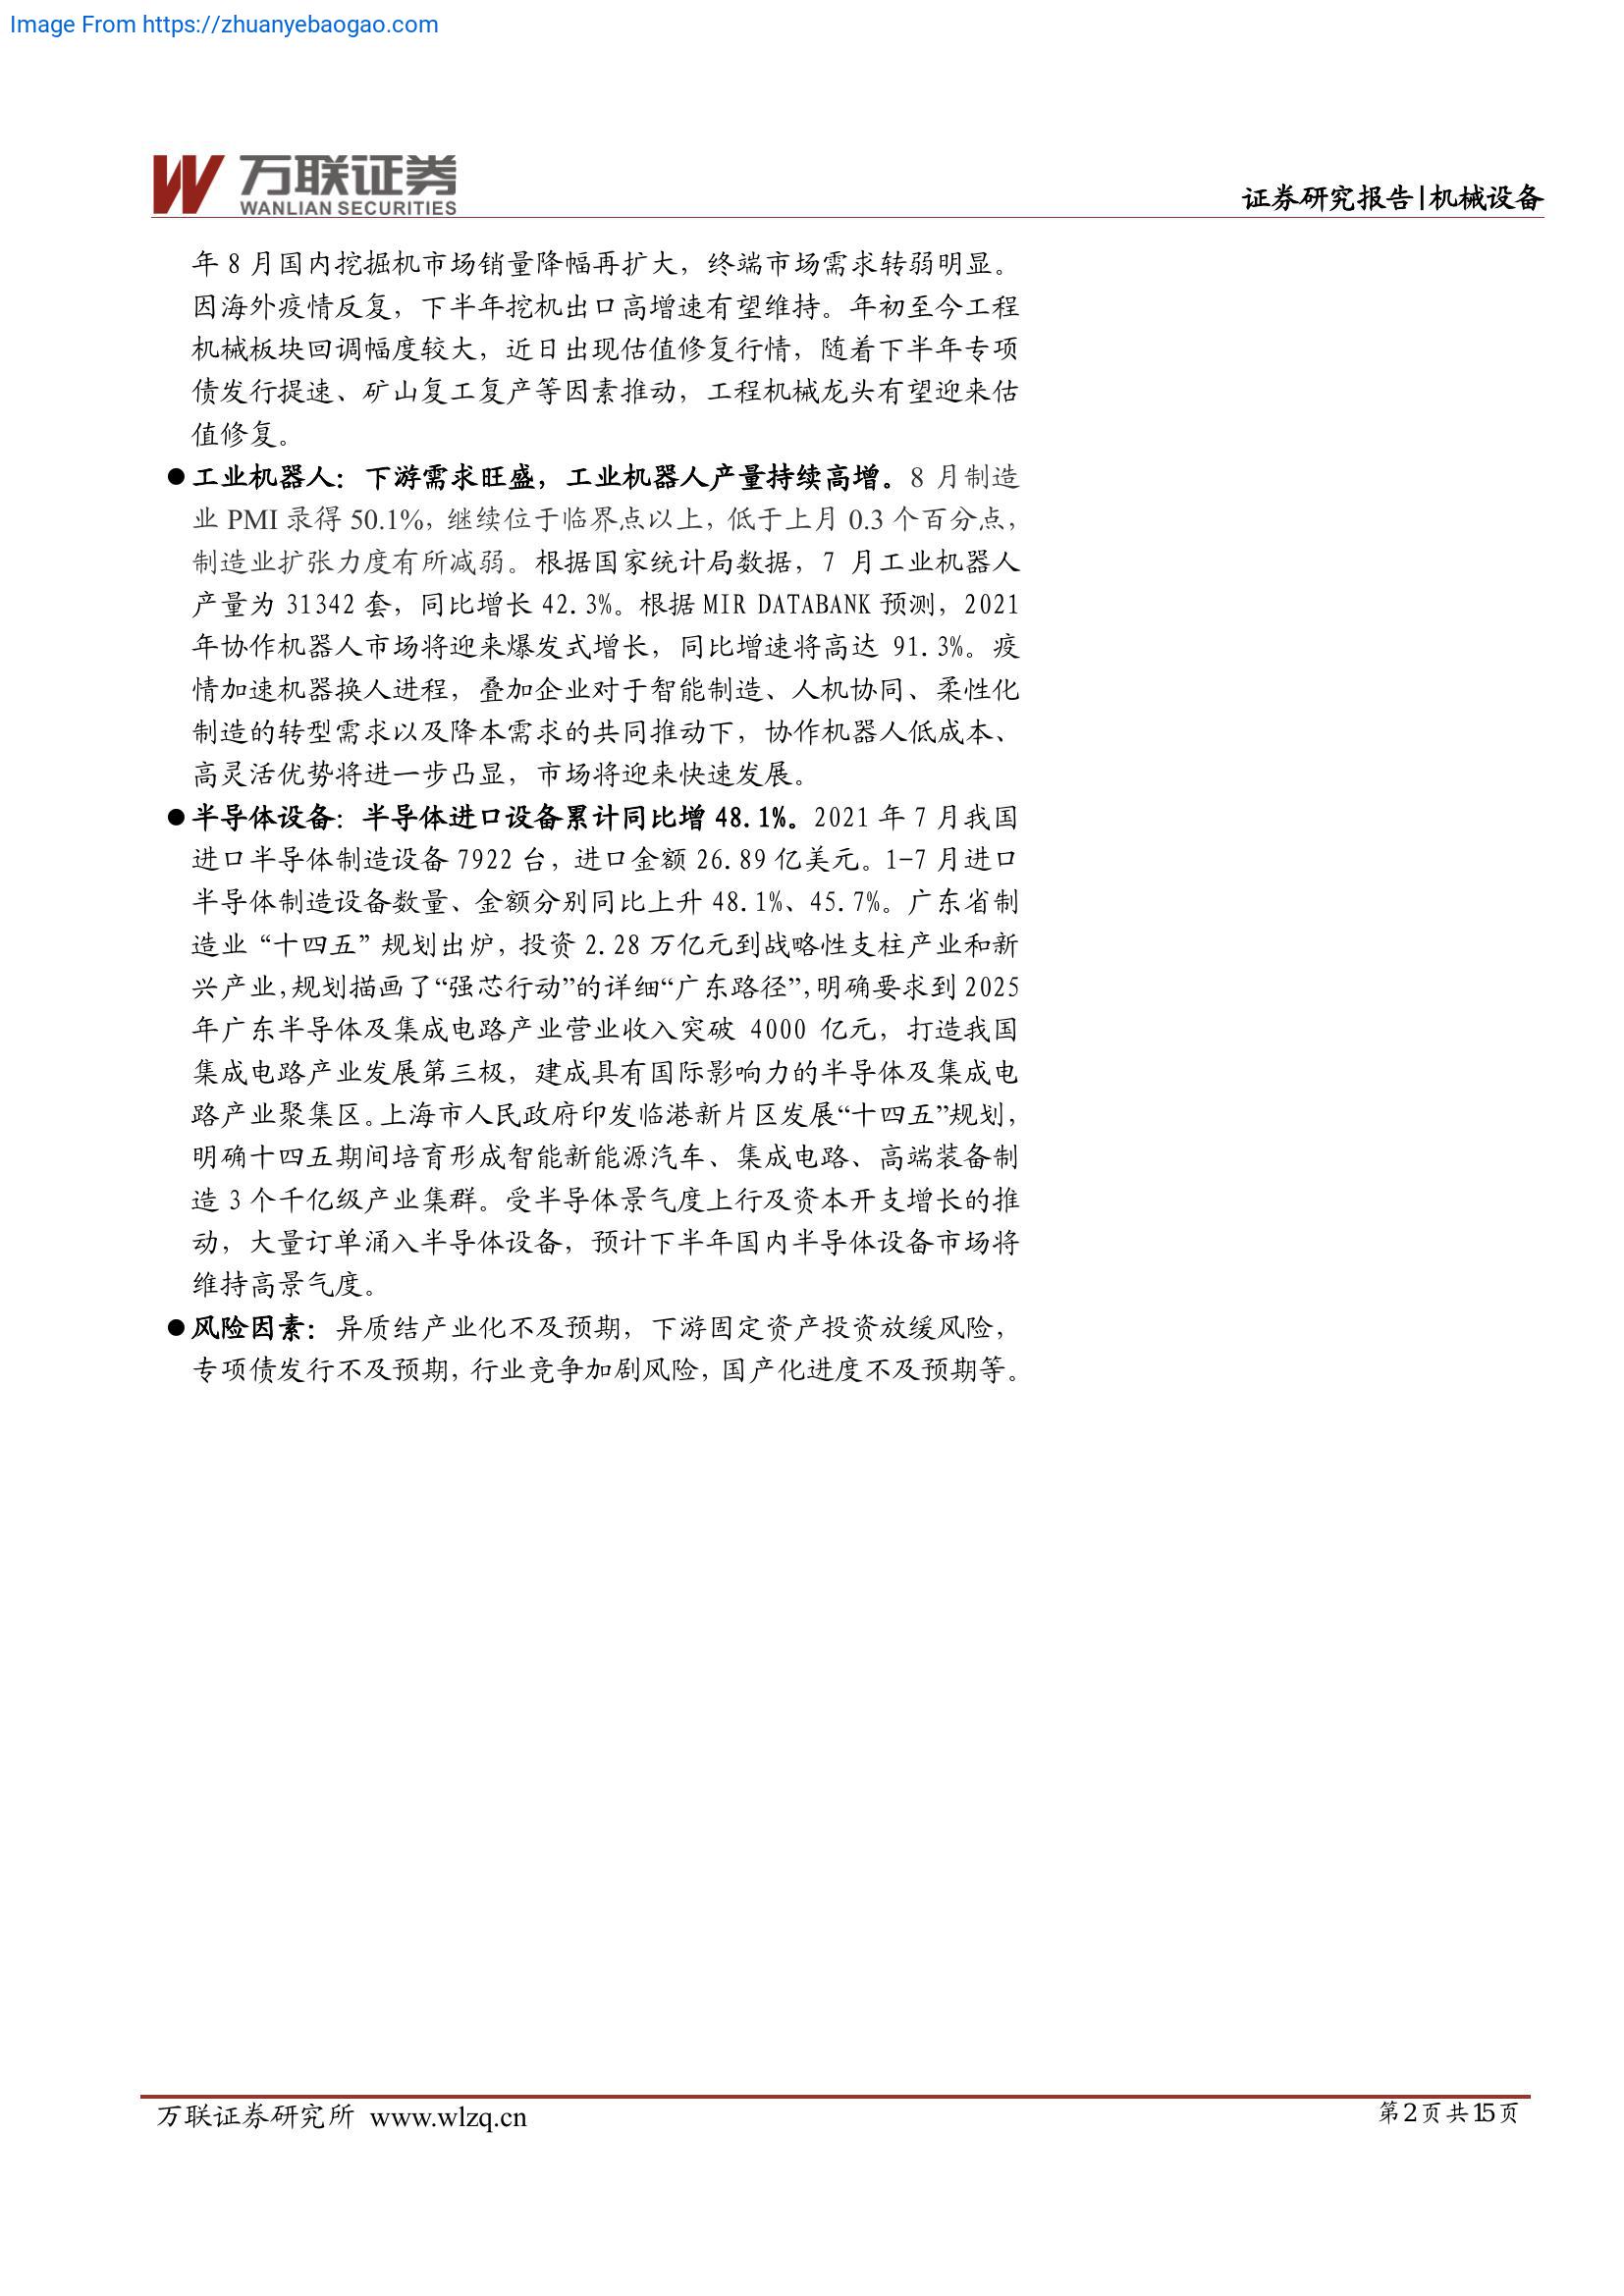 Image From https://zhuanyebaogao.com
万联证券
WANLIAN SECURITIES
证券研究报告|机械设备
年 8 月国内挖掘机市场销量降幅再扩大，终端市场需求转弱明显。
因海外疫情反复，下半年挖机出口高增速有望维持。年初至今工程
机械板块回调幅度较大，近日出现估值修复行情，随着下半年专项
债发行提速、矿山复工复产等因素推动，工程机械龙头有望迎来估
值修复。
●工业机器人：下游需求旺盛，工业机器人产量持续高增。8 月制造
业 PMI 录得 50.1%，继续位于临界点以上，低于上月 0.3 个百分点，
制造业扩张力度有所减弱。根据国家统计局数据，7 月工业机器人
产量为 31342 套，同比增长 42.3%。根据 MIR DATABANK 预测，2021
年协作机器人市场将迎来爆发式增长，同比增速将高达 91.3%。疫
情加速机器换人进程，叠加企业对于智能制造、人机协同、柔性化
制造的转型需求以及降本需求的共同推动下，协作机器人低成本、
高灵活优势将进一步凸显，市场将迎来快速发展。
●半导体设备：半导体进口设备累计同比增 48.1%。2021 年 7 月我国
进口半导体制造设备 7922 台，进口金额 26.89 亿美元。1-7 月进口
半导体制造设备数量、金额分别同比上升 48.1%、45.7%。广东省制
造业“十四五”规划出炉，投资 2.28 万亿元到战略性支柱产业和新
兴产业，规划描画了“强芯行动”的详细“广东路径”，明确要求到 2025
年广东半导体及集成电路产业营业收入突破 4000 亿元，打造我国
集成电路产业发展第三极，建成具有国际影响力的半导体及集成电
路产业聚集区。上海市人民政府印发临港新片区发展“十四五”规划，
明确十四五期间培育形成智能新能源汽车、集成电路、高端装备制
造 3 个千亿级产业集群。受半导体景气度上行及资本开支增长的推
动，大量订单涌入半导体设备，预计下半年国内半导体设备市场将
维持高景气度。
●风险因素：异质结产业化不及预期，下游固定资产投资放缓风险，
专项债发行不及预期，行业竞争加剧风险，国产化进度不及预期等。
万联证券研究所 www.wlzq.cn
第 2 页 共 15 页